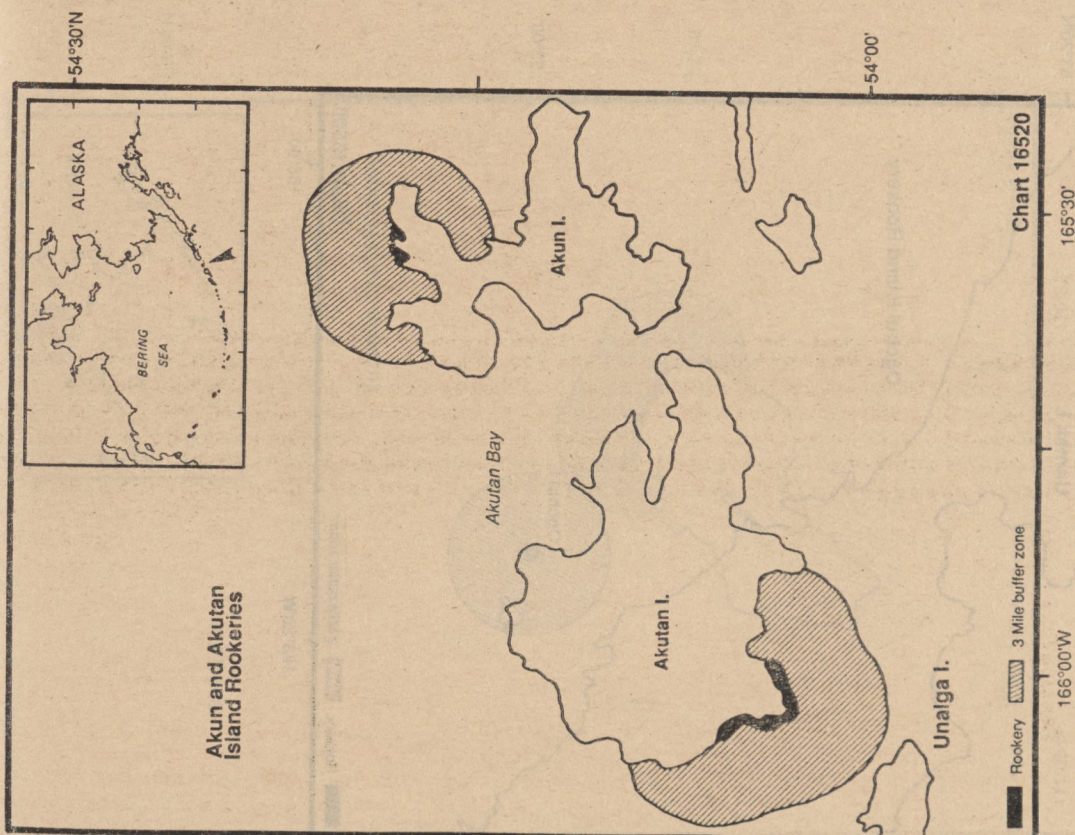 Akun and Akutan
Island Rookeries
BERING
SEA
ALASKA
54°30'N
Akutan Bay
Akun I.
Akutan I.
54°00'
Unalga I.
Rookery
3 Mile buffer zone
Chart 16520
166°00'W
165°30'